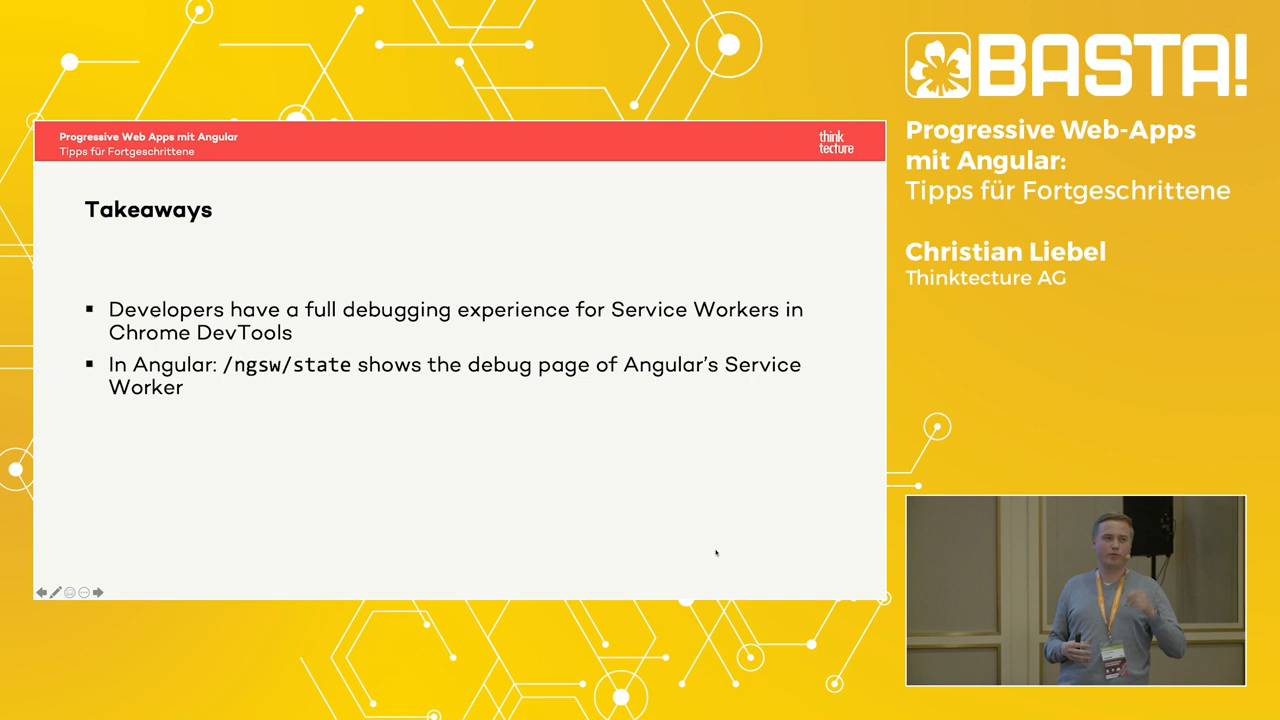 Progressive Web Apps mit Angular
Tipps für Fortgeschrittene
think
tecture
Takeaways
▪ Developers have a full debugging experience for Service Workers in
Chrome DevTools
▪ In Angular: /ngsw/state shows the debug page of Angular’s Service
Worker
BASTA!
Progressive Web-Apps
mit Angular:
Tipps für Fortgeschrittene
Christian Liebel
Thinktecture AG